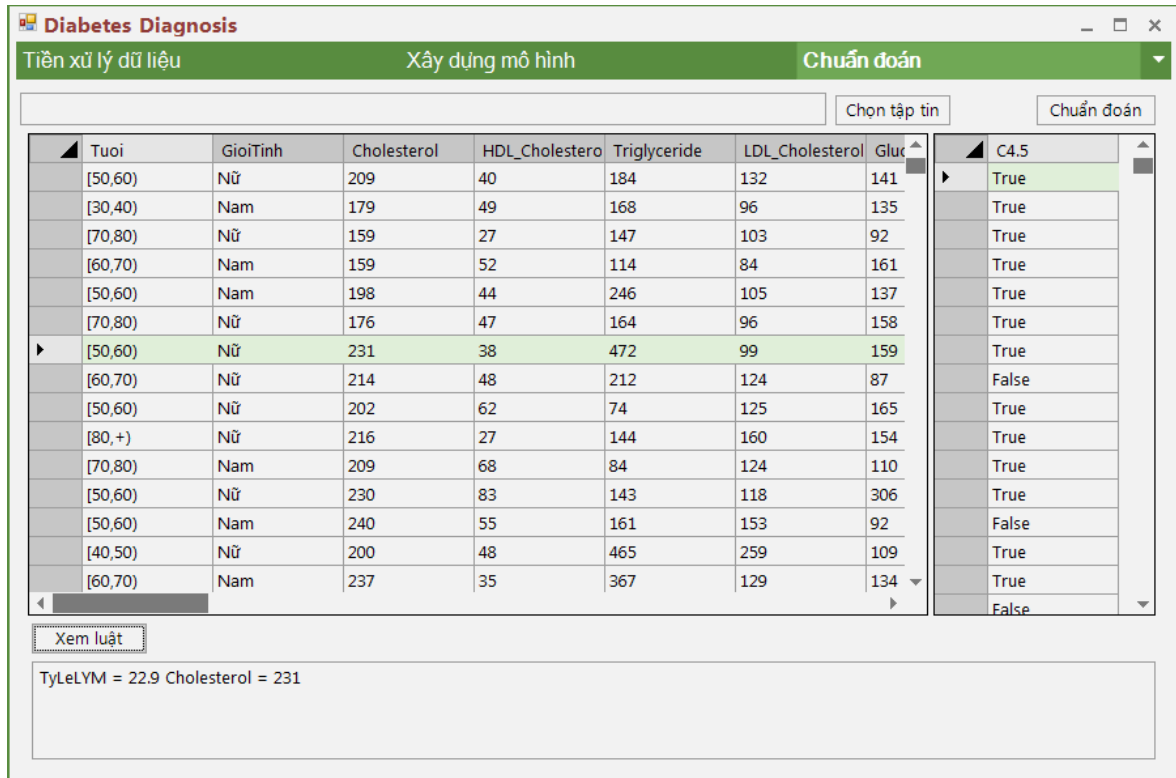 Diabetes Diagnosis
Tiền xử lý dữ liệu Xây dựng mô hình Chuẩn đoán
Chọn tập tin Chuẩn đoán
Tuoi GioiTinh Cholesterol HDL_Cholestero Triglyceride LDL_Cholesterol Gluc C4.5
[50,60) Nữ 209 40 184 132 141 True
[30,40) Nam 179 49 168 96 135 True
[70,80) Nữ 159 27 147 103 92 True
[60,70) Nam 159 52 114 84 161 True
[50,60) Nam 198 44 246 105 137 True
[70,80) Nữ 176 47 164 96 158 True
[50,60) Nữ 231 38 472 99 159 True
[60,70) Nữ 214 48 212 124 87 False
[50,60) Nữ 202 62 74 125 165 True
[80,+) Nữ 216 27 144 160 154 True
[70,80) Nam 209 68 84 124 110 True
[50,60) Nữ 230 83 143 118 306 True
[50,60) Nam 240 55 161 153 92 False
[40,50) Nữ 200 48 465 259 109 True
[60,70) Nam 237 35 367 129 134 True
False
Xem luật
TyLeLYM = 22.9 Cholesterol = 231